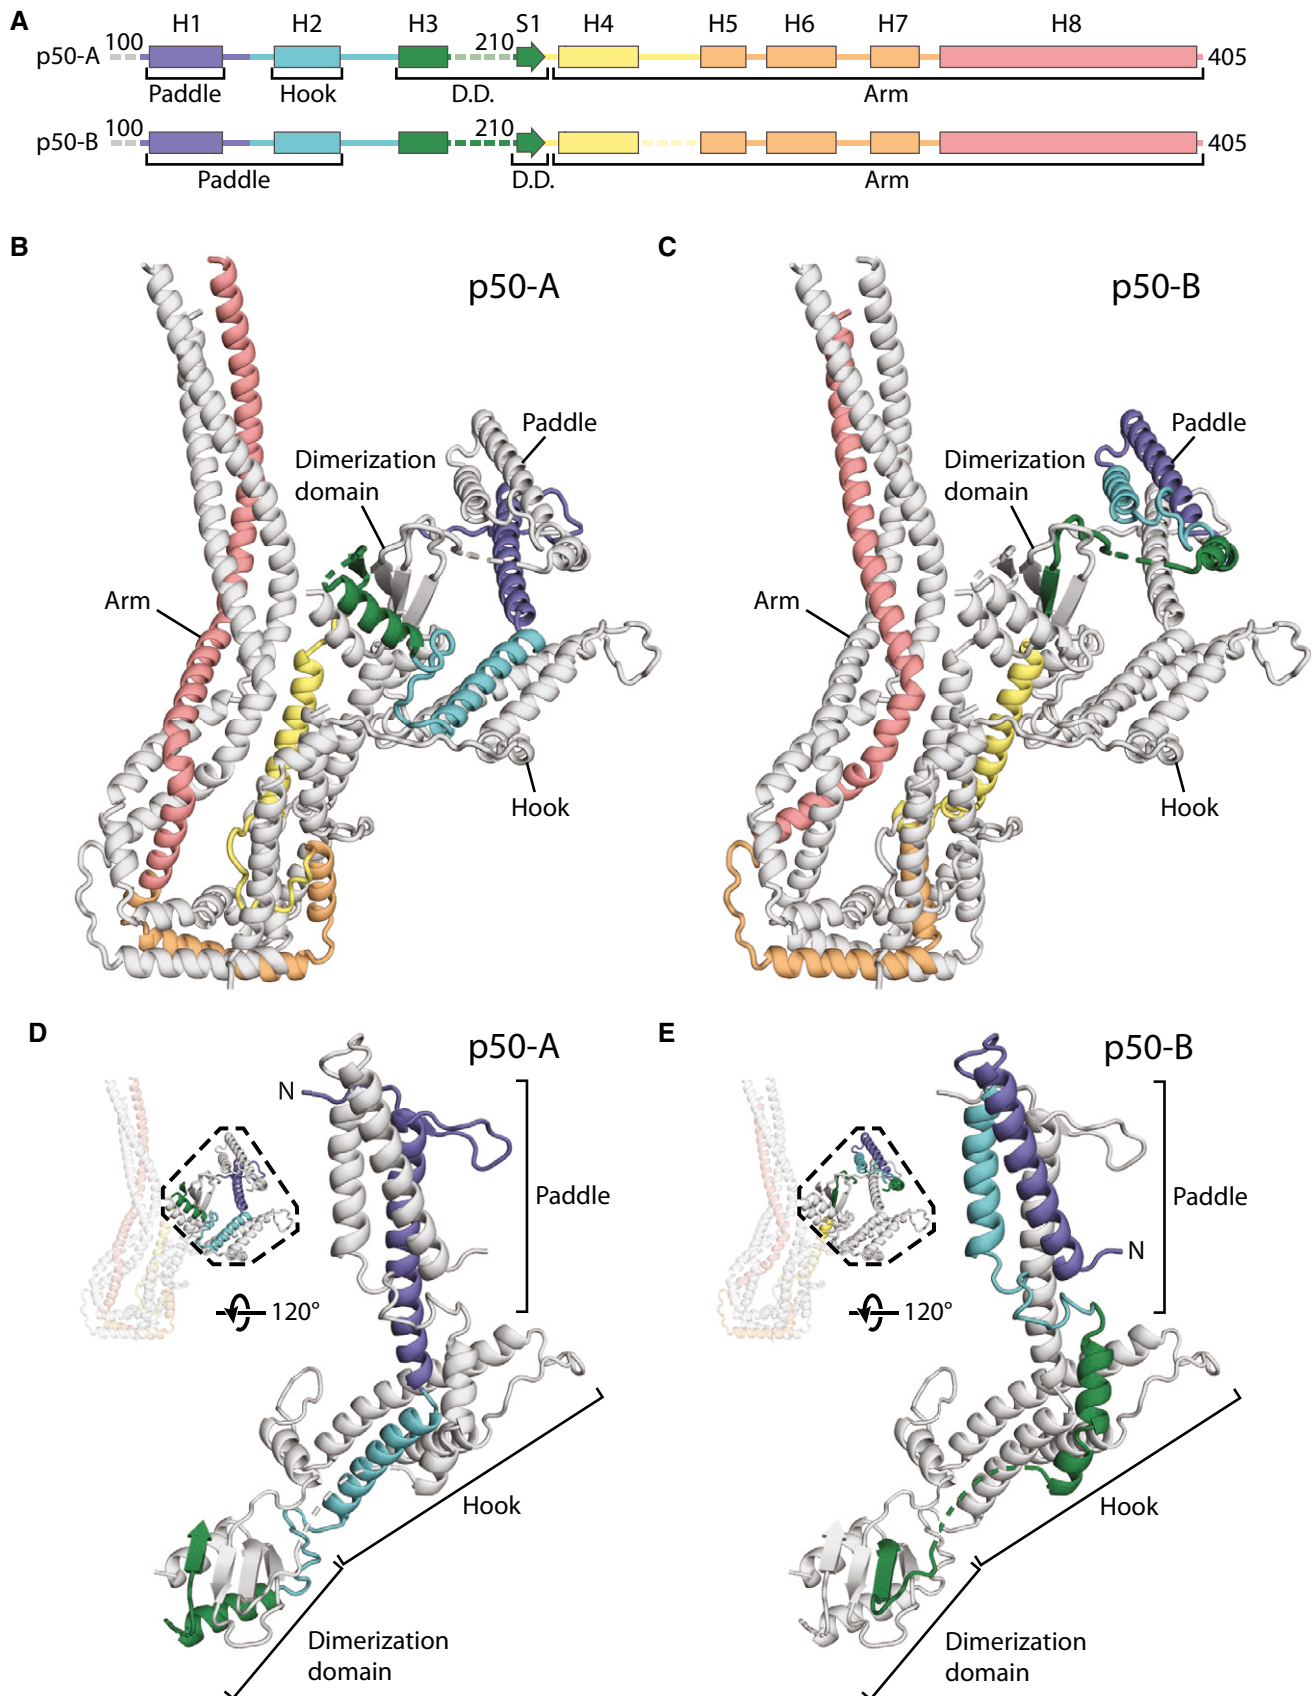 A
H1 H2 H3 S1 H4 H5 H6 H7 H8
p50-A 100 210 405
Paddle Hook D.D. Arm
p50-B 100 210 405
Paddle D.D. Arm
B
p50-A
Paddle
Dimerization
domain
Arm
Hook
C
p50-B
Paddle
Dimerization
domain
Arm
Hook
D
p50-A
N
Paddle
120°
Hook
Dimerization
domain
E
p50-B
N
Paddle
120°
Hook
Dimerization
domain